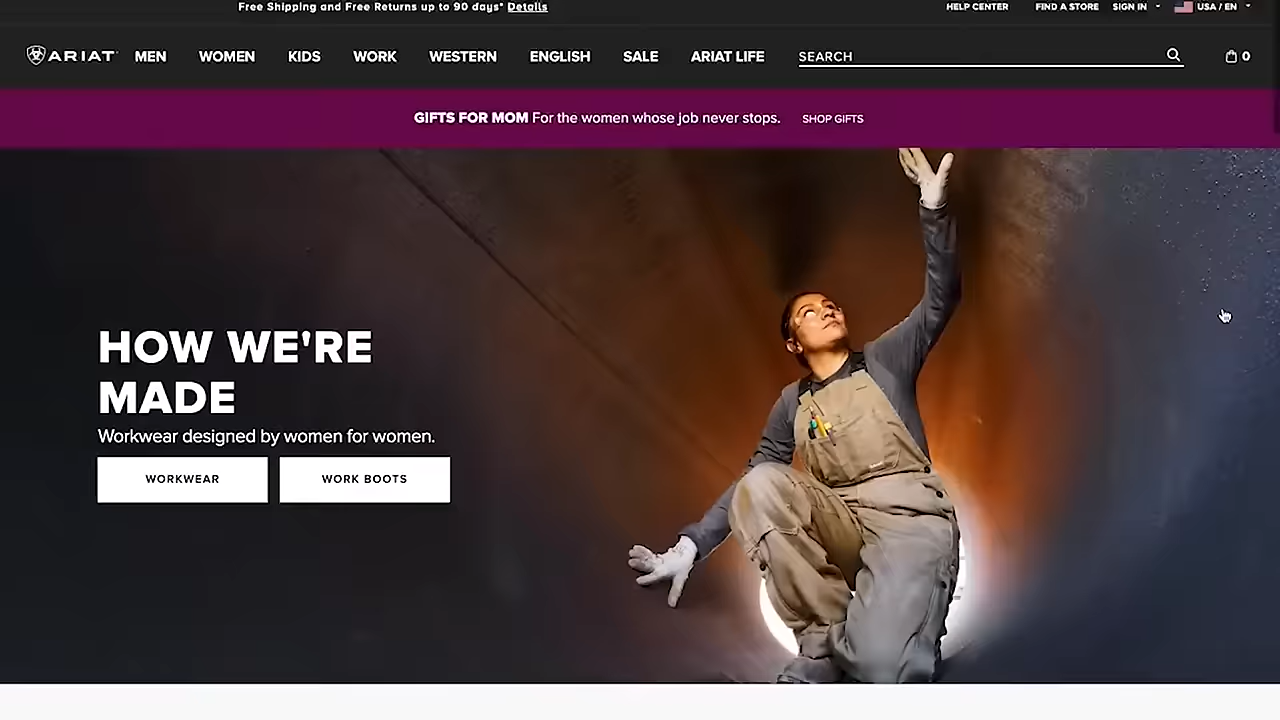 Free Shipping and Free Returns up to 90 days* Details
HELP CENTER
FIND A STORE
SIGN IN
USA / EN
ARIAT
MEN
WOMEN
KIDS
WORK
WESTERN
ENGLISH
SALE
ARIAT LIFE
SEARCH
0
GIFTS FOR MOM For the women whose job never stops. SHOP GIFTS
HOW WE'RE
MADE
Workwear designed by women for women.
WORKWEAR
WORK BOOTS